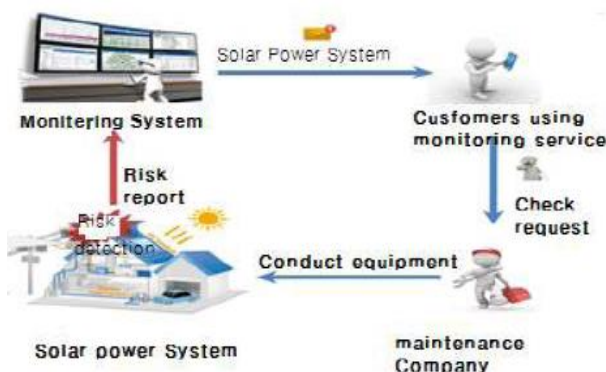 Solar Power System
Monitering System
Customers using
monitoring service
Risk
report
Check
request
Risk
detection
Conduct equipment
Solar power System
maintenance
Company